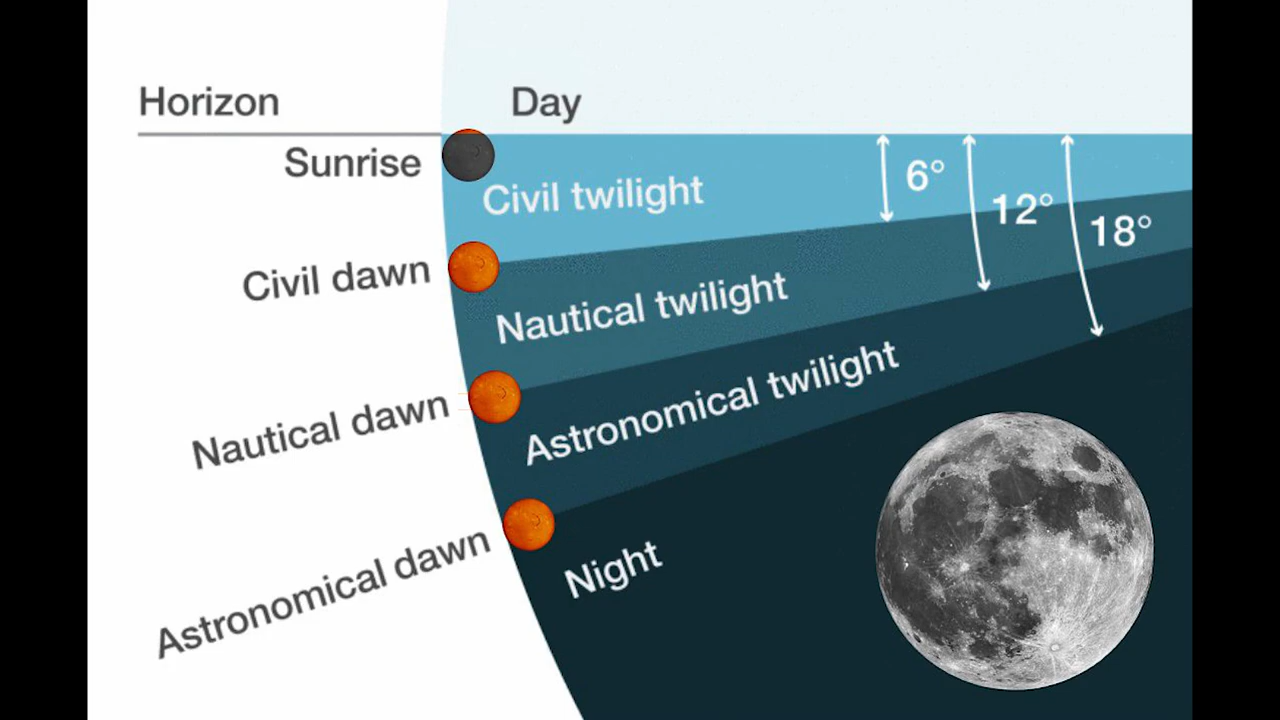 Horizon
Day
Sunrise
Civil twilight
6°
12°
18°
Civil dawn
Nautical twilight
Nautical dawn
Astronomical twilight
Astronomical dawn
Night